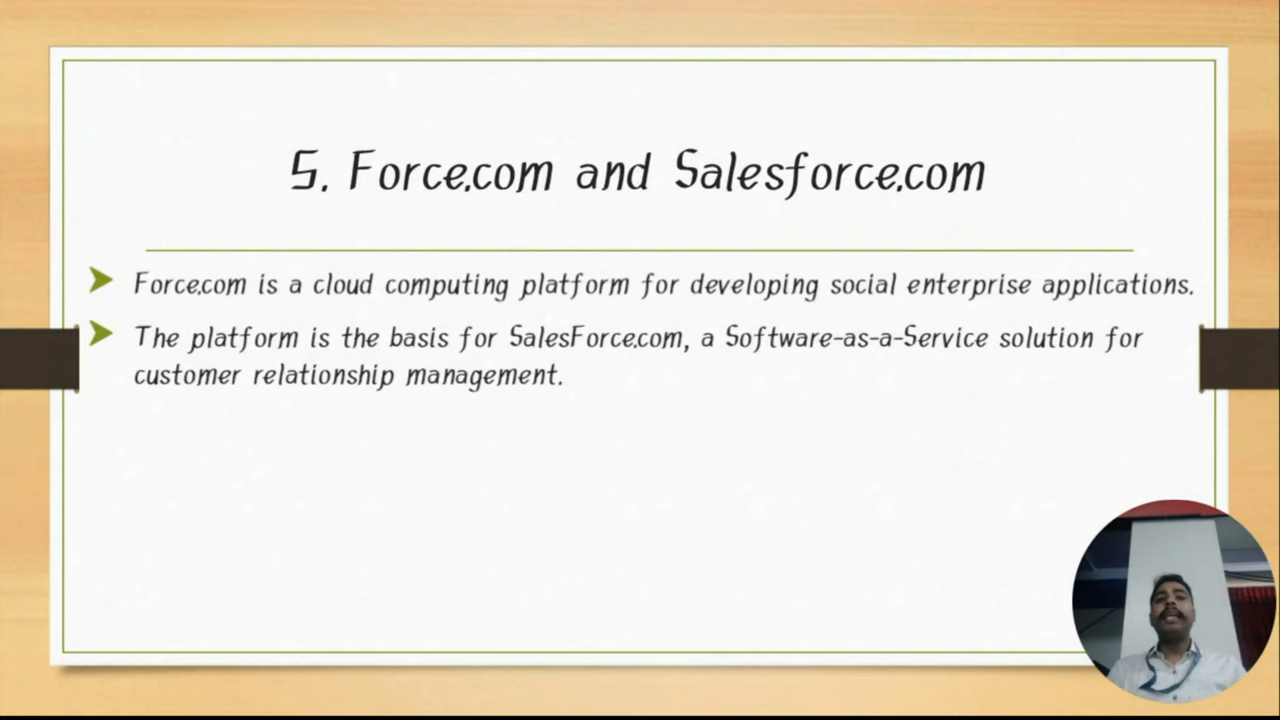 5. Force.com and Salesforce.com
Force.com is a cloud computing platform for developing social enterprise applications.
The platform is the basis for SalesForce.com, a Software-as-a-Service solution for
customer relationship management.